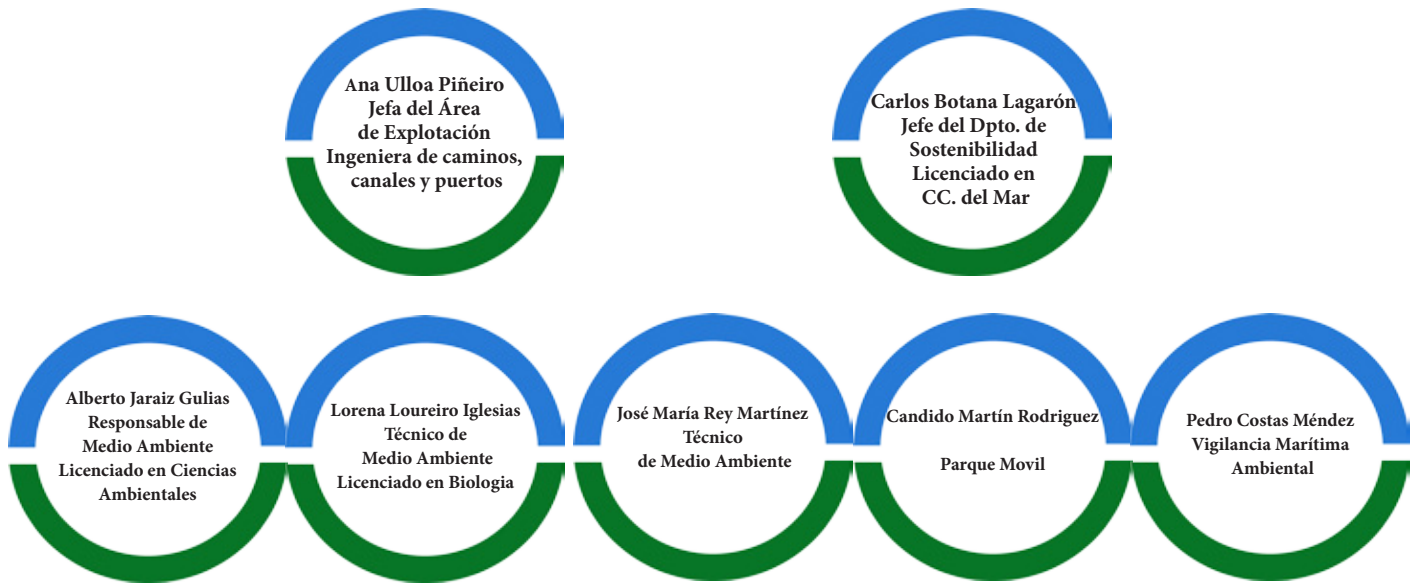 Ana Ulloa Piñeiro
Jefa del Área
de Explotación
Ingeniera de caminos,
canales y puertos
Carlos Botana Lagarón
Jefe del Dpto. de
Sostenibilidad
Licenciado en
CC. del Mar
Alberto Jaraiz Gulias
Responsable de
Medio Ambiente
Licenciado en Ciencias
Ambientales
Lorena Loureiro Iglesias
Técnico de
Medio Ambiente
Licenciado en Biologia
José María Rey Martínez
Técnico
de Medio Ambiente
Candido Martín Rodriguez
Parque Movil
Pedro Costas Méndez
Vigilancia Marítima
Ambiental